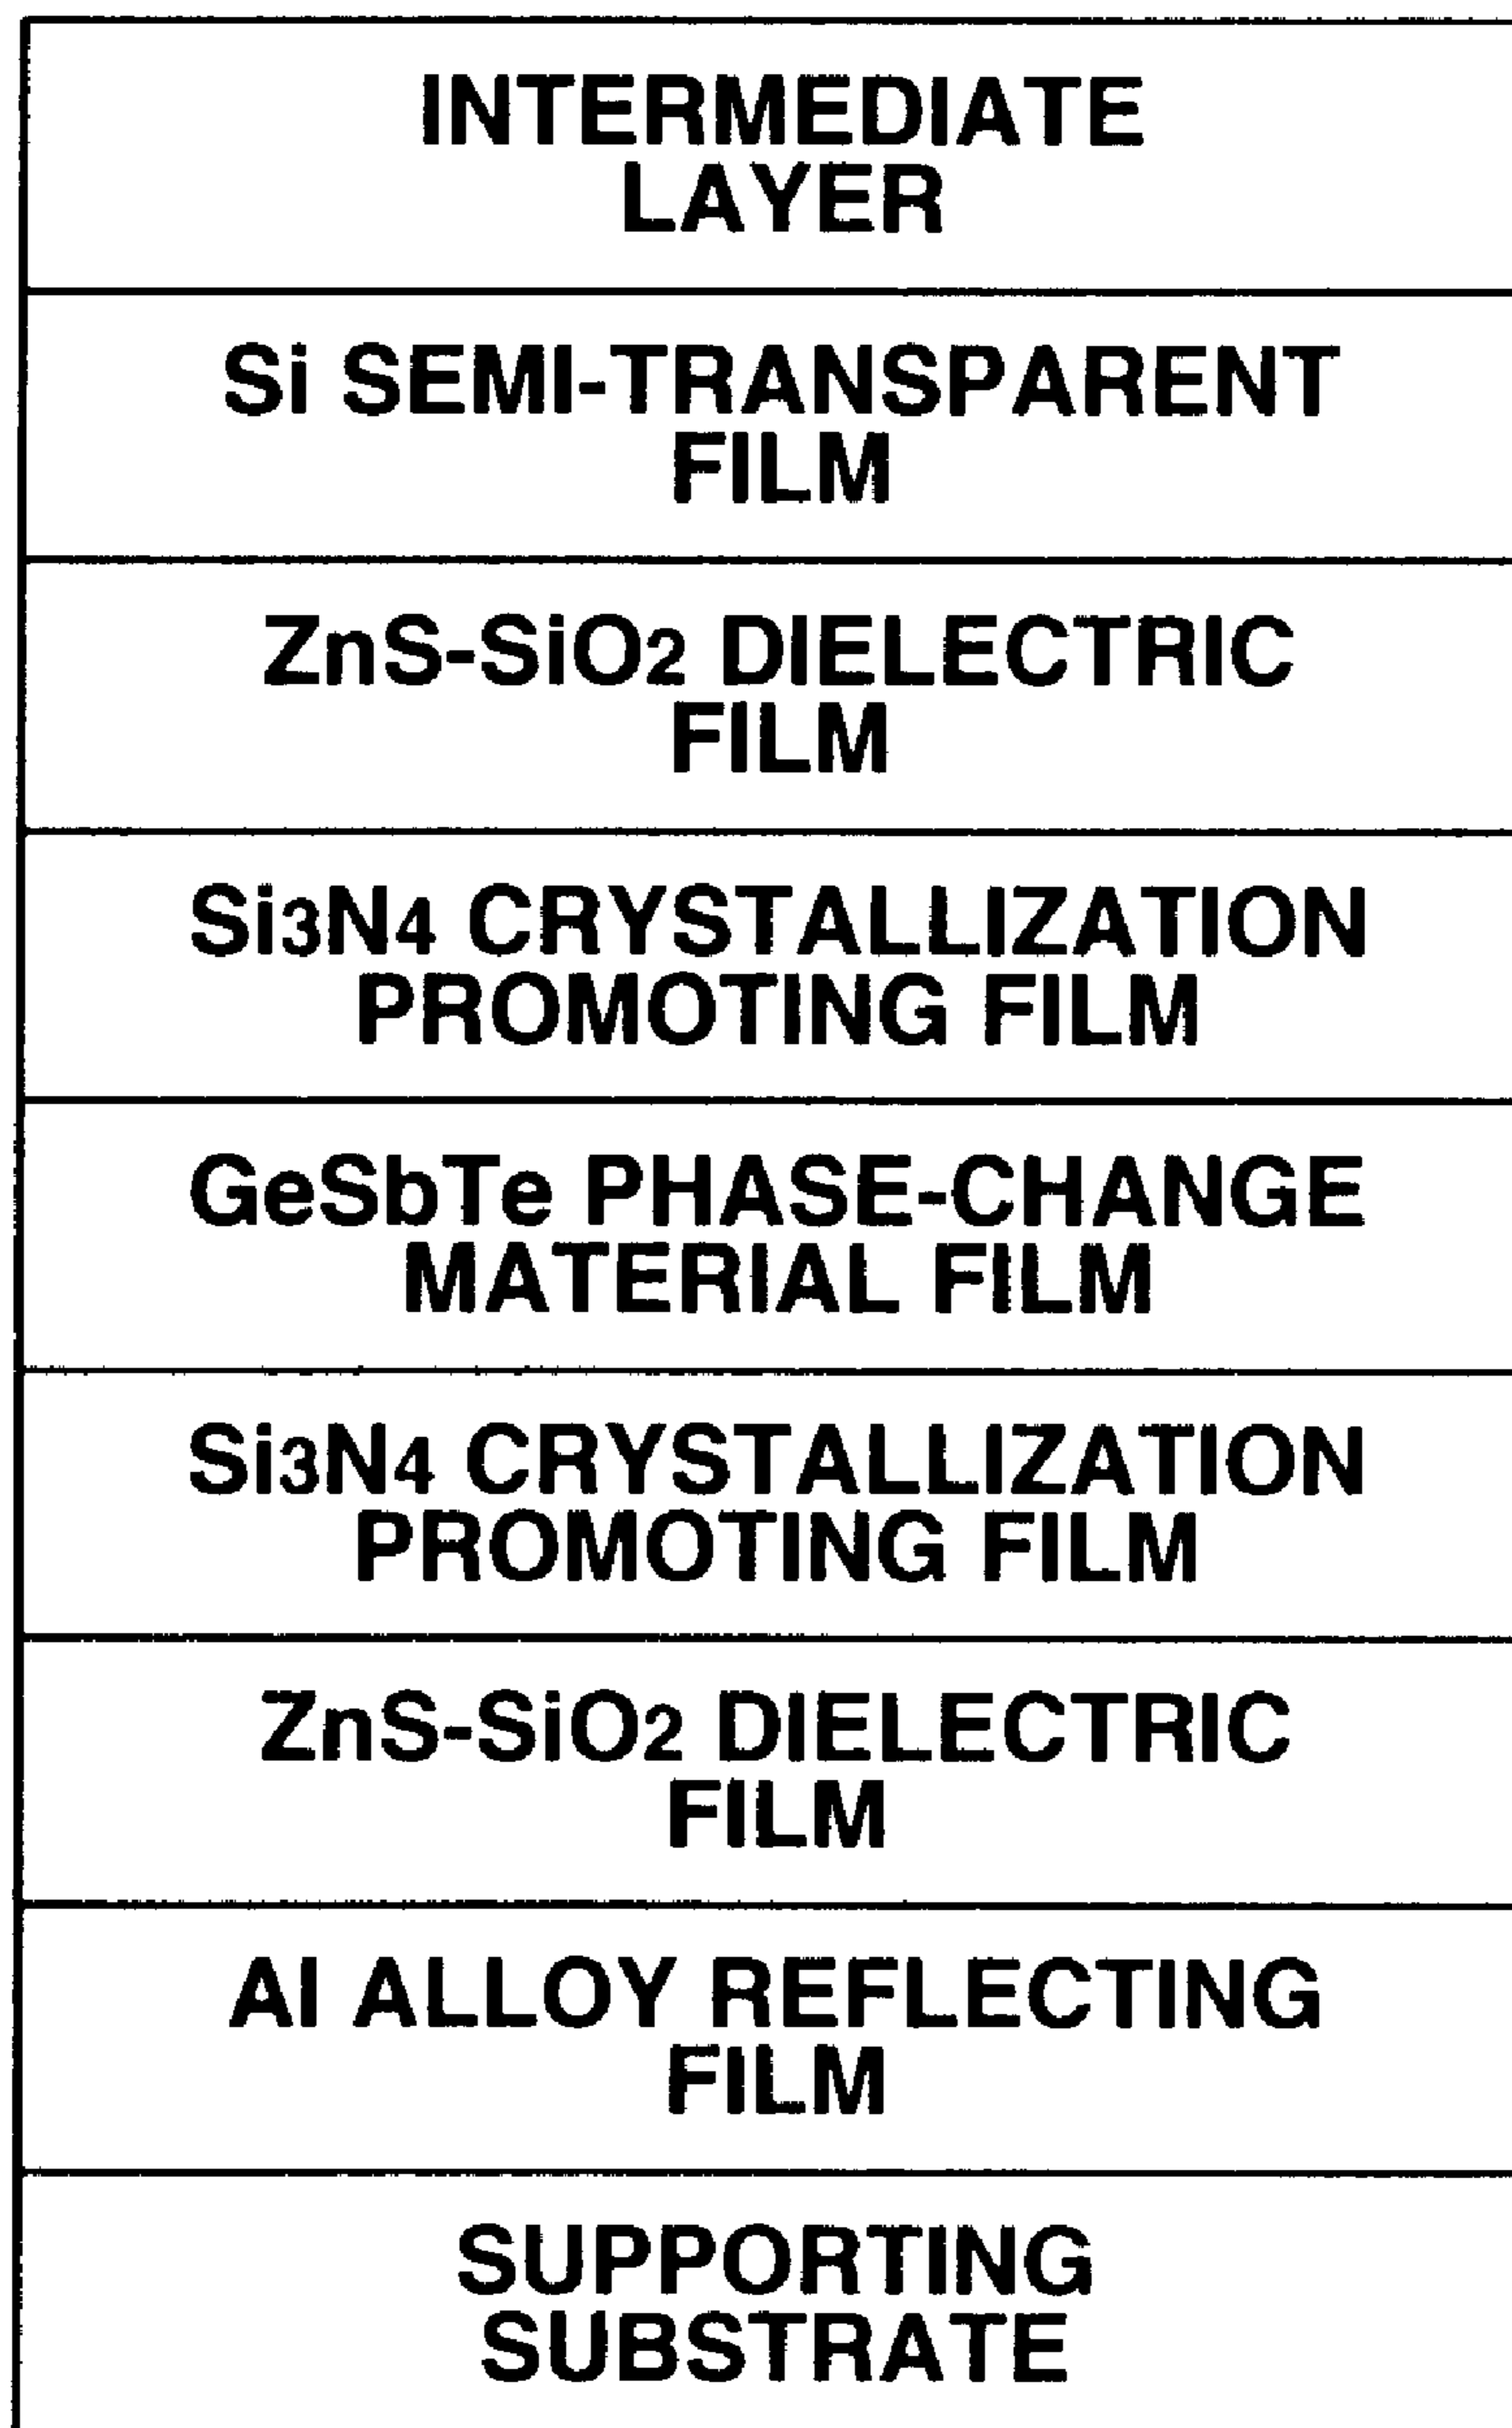 INTERMEDIATE
LAYER
Si SEMI-TRANSPARENT
FILM
ZnS-SiO2 DIELECTRIC
FILM
Si3N4 CRYSTALLIZATION
PROMOTING FILM
GeSbTe PHASE-CHANGE
MATERIAL FILM
Si3N4 CRYSTALLIZATION
PROMOTING FILM
ZnS-SiO2 DIELECTRIC
FILM
Al ALLOY REFLECTING
FILM
SUPPORTING
SUBSTRATE